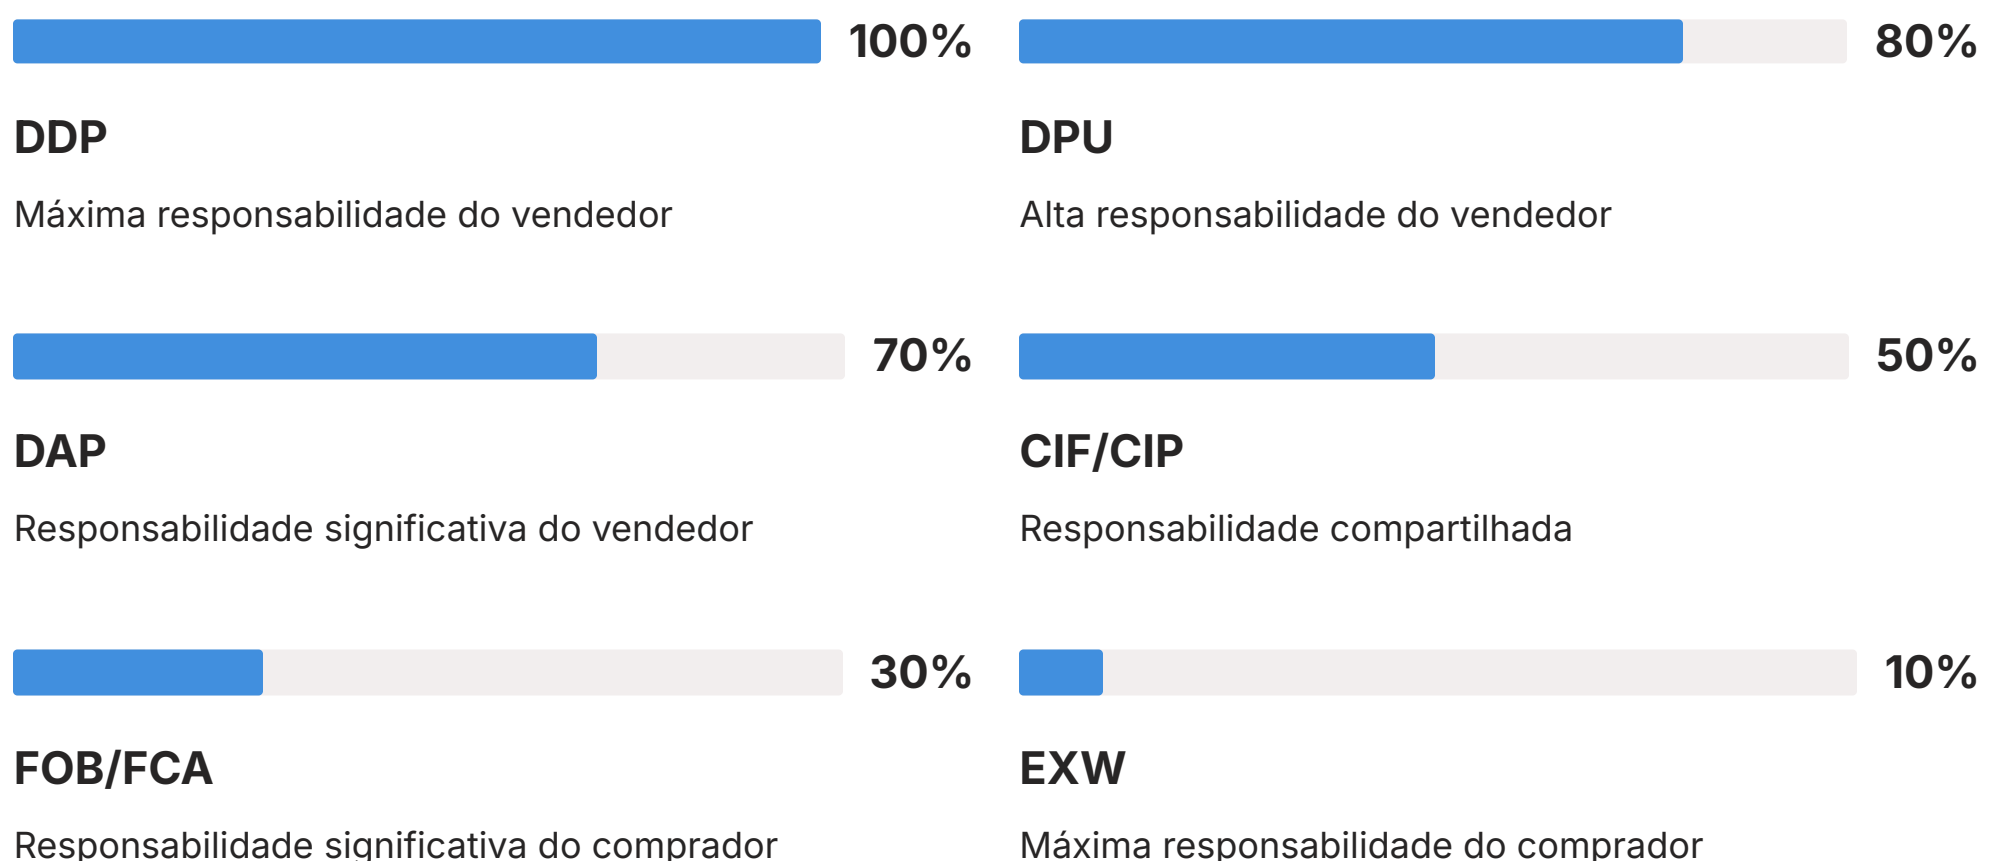 100%
DDP
Máxima responsabilidade do vendedor
80%
DPU
Alta responsabilidade do vendedor
70%
DAP
Responsabilidade significativa do vendedor
50%
CIF/CIP
Responsabilidade compartilhada
30%
FOB/FCA
Responsabilidade significativa do comprador
10%
EXW
Máxima responsabilidade do comprador